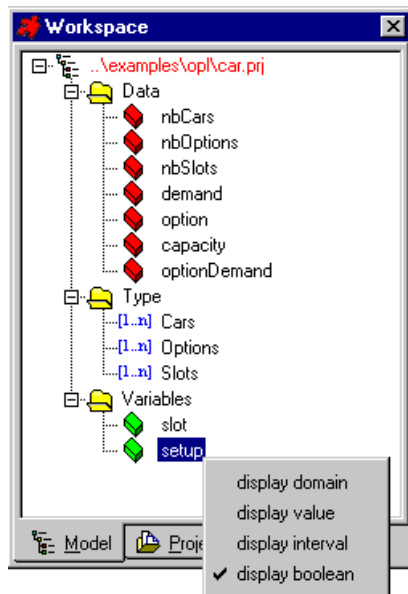 Workspace
..\examples\opl\car.prj
Data
nbCars
nbOptions
nbSlots
demand
option
capacity
optionDemand
Type
[1..n] Cars
[1..n] Options
[1..n] Slots
Variables
slot
setup
display domain
display value
display interval
display boolean
Model